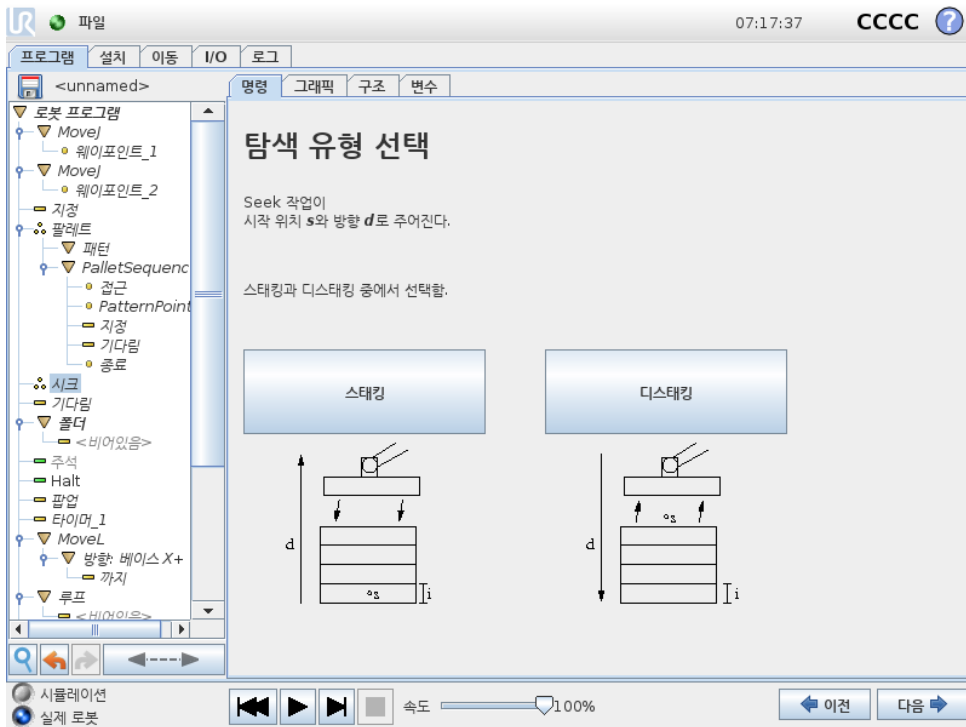 UR 파일 07:17:37 CCCC ?
프로그램 설치 이동 I/O 로그
<unnamed>
명령 그래픽 구조 변수
로봇 프로그램
MoveJ
웨이포인트_1
MoveJ
웨이포인트_2
지정
팔레트
패턴
PalletSequenc
접근
PatternPoint
지정
기다림
종료
시크
기다림
폴더
<비어있음>
주석
Halt
팝업
타이머_1
MoveL
방향: 베이스 X+
까지
루프
<비어있음>
탐색 유형 선택
Seek 작업이
시작 위치 s와 방향 d로 주어진다.
스태킹과 디스태킹 중에서 선택함.
스태킹 디스태킹
d s i
d s i
시뮬레이션
실제 로봇
속도 100%
이전 다음